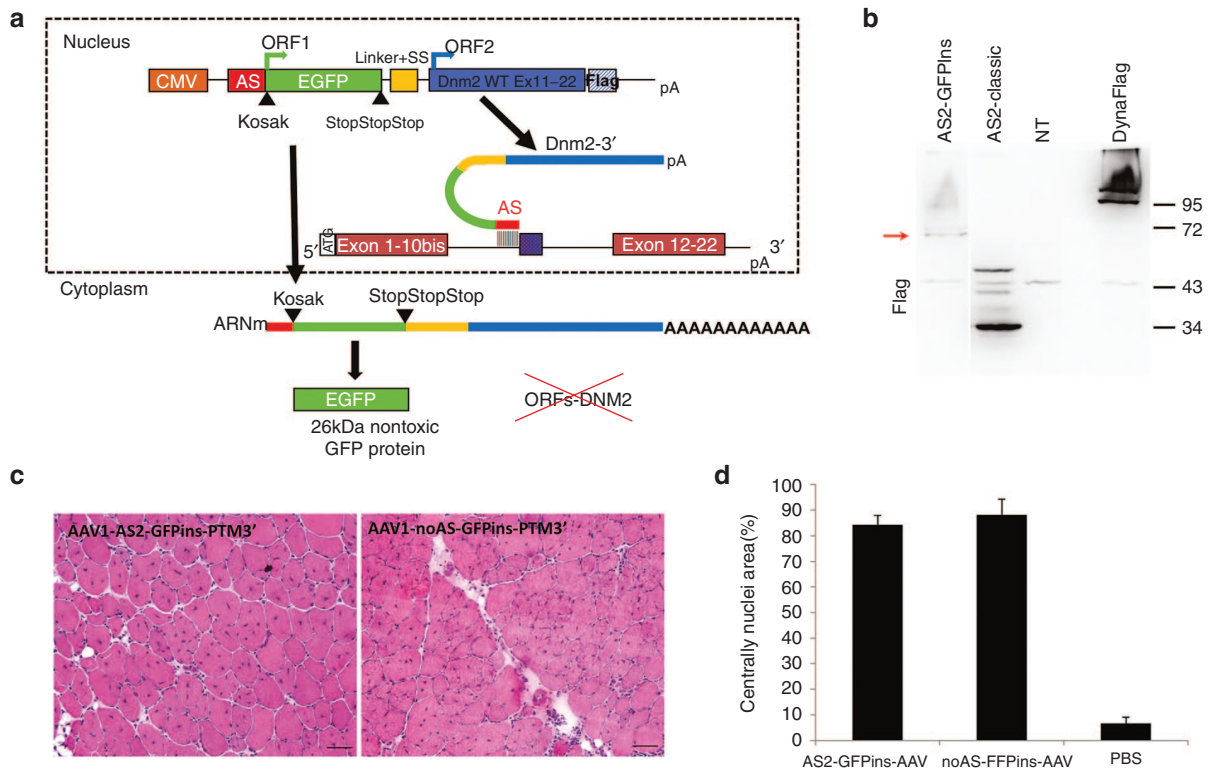 a
Nucleus
ORF1
Linker+SS
ORF2
CMV
AS
EGFP
Dnm2 WT Ex11–22
Flag
pA
Kosak
StopStopStop
Dnm2-3′
pA
AS
5′
ATG
Exon 1-10bis
Exon 12-22
3′
pA
Cytoplasm
Kosak
StopStopStop
ARNm
AAAAAAAAAAAA
EGFP
26kDa nontoxic
GFP protein
ORFs-DNM2
b
AS2-GFPIns
AS2-classic
NT
DynaFlag
95
72
43
34
Flag
c
AAV1-AS2-GFPins-PTM3′
AAV1-noAS-GFPins-PTM3′
d
Centrally nuclei area(%)
100
90
80
70
60
50
40
30
20
10
0
AS2-GFPins-AAV
noAS-FFPins-AAV
PBS